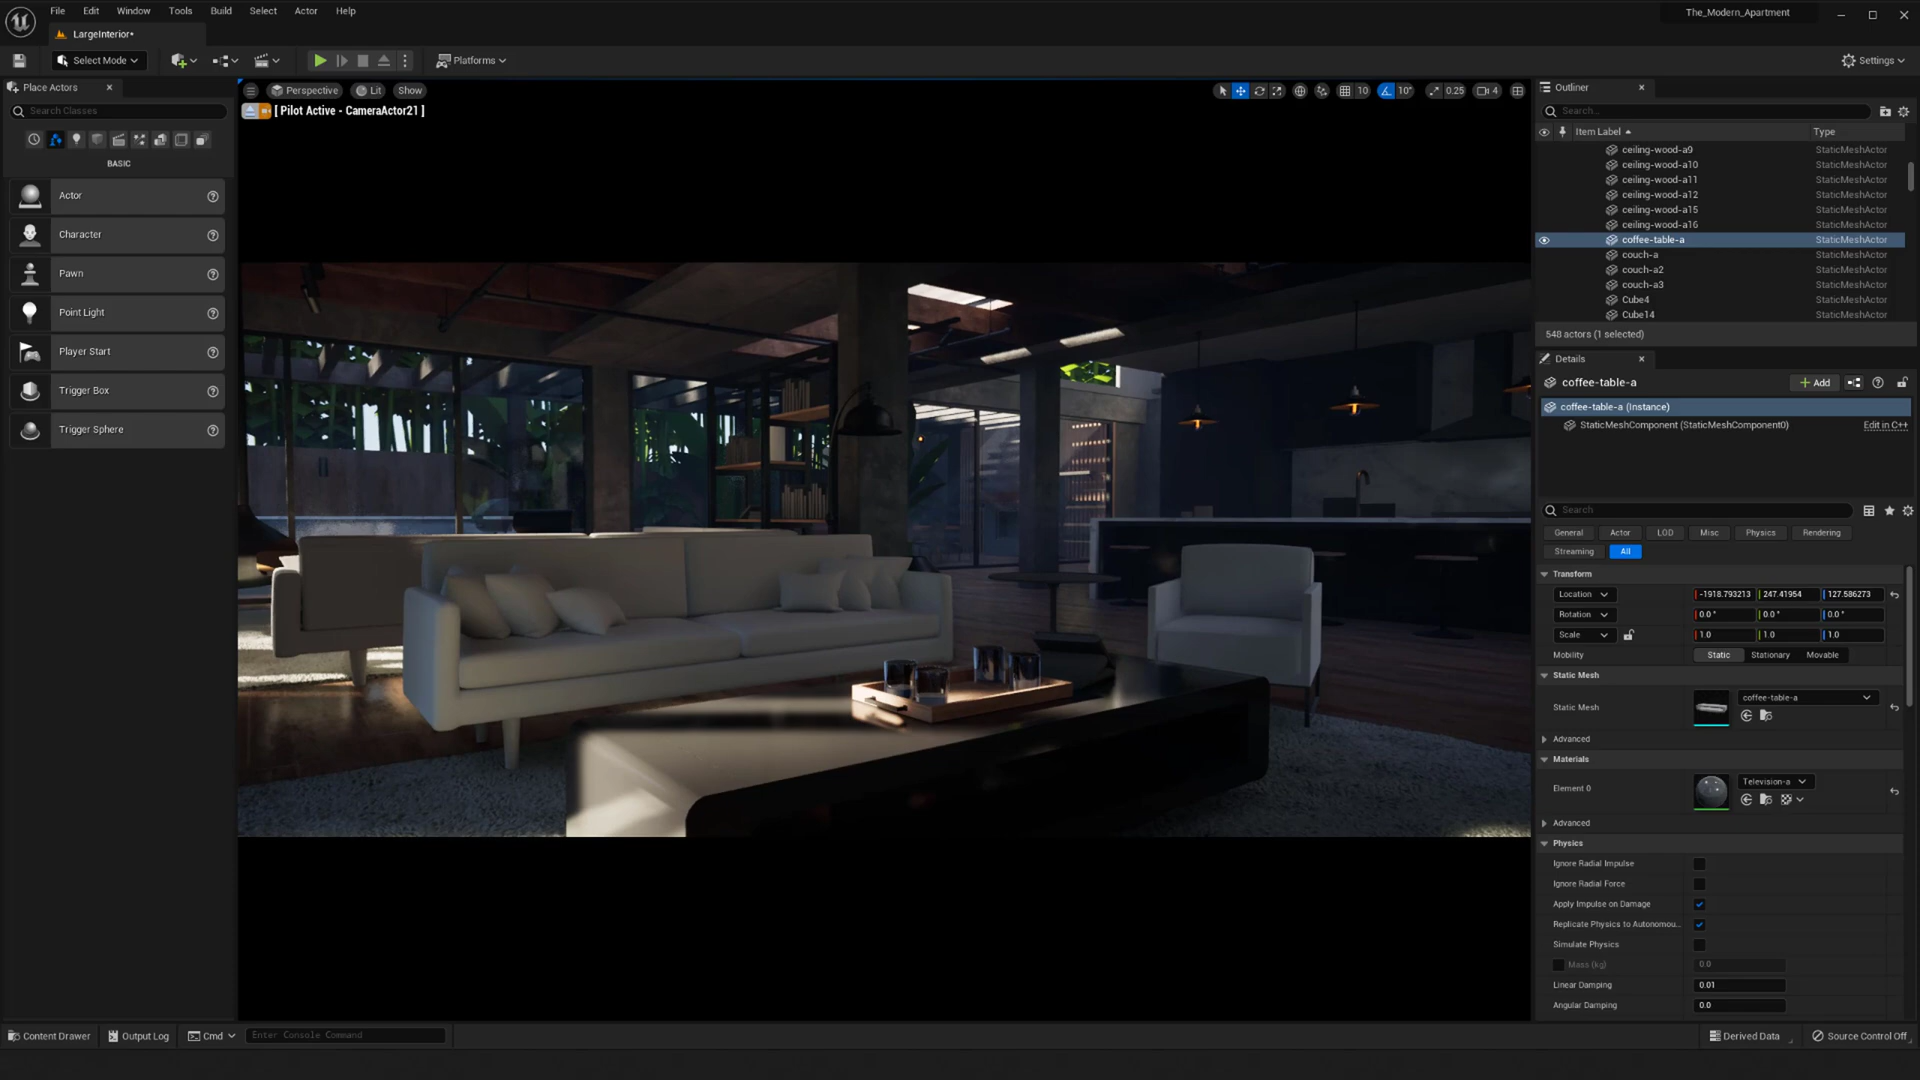 File Edit Window Tools Build Select Actor Help
The_Modern_Apartment
LargeInterior*
Select Mode
Platforms
Settings
Place Actors
Search Classes
BASIC
Actor
Character
Pawn
Point Light
Player Start
Trigger Box
Trigger Sphere
Perspective Lit Show
10 10° 0.25 4
[ Pilot Active - CameraActor21 ]
Outliner
Search...
Item Label Type
ceiling-wood-a9 StaticMeshActor
ceiling-wood-a10 StaticMeshActor
ceiling-wood-a11 StaticMeshActor
ceiling-wood-a12 StaticMeshActor
ceiling-wood-a15 StaticMeshActor
ceiling-wood-a16 StaticMeshActor
coffee-table-a StaticMeshActor
couch-a StaticMeshActor
couch-a2 StaticMeshActor
couch-a3 StaticMeshActor
Cube4 StaticMeshActor
Cube14 StaticMeshActor
548 actors (1 selected)
Details
coffee-table-a
+ Add
coffee-table-a (Instance)
StaticMeshComponent (StaticMeshComponent0) Edit in C++
Search
General Actor LOD Misc Physics Rendering
Streaming All
Transform
Location -1918.793213 247.41954 127.586273
Rotation 0.0° 0.0° 0.0°
Scale 1.0 1.0 1.0
Mobility Static Stationary Movable
Static Mesh
Static Mesh coffee-table-a
Advanced
Materials
Element 0 Television-a
Advanced
Physics
Ignore Radial Impulse
Ignore Radial Force
Apply Impulse on Damage
Replicate Physics to Autonomou...
Simulate Physics
Mass (kg) 0.0
Linear Damping 0.01
Angular Damping 0.0
Content Drawer Output Log Cmd Enter Console Command
Derived Data Source Control Off